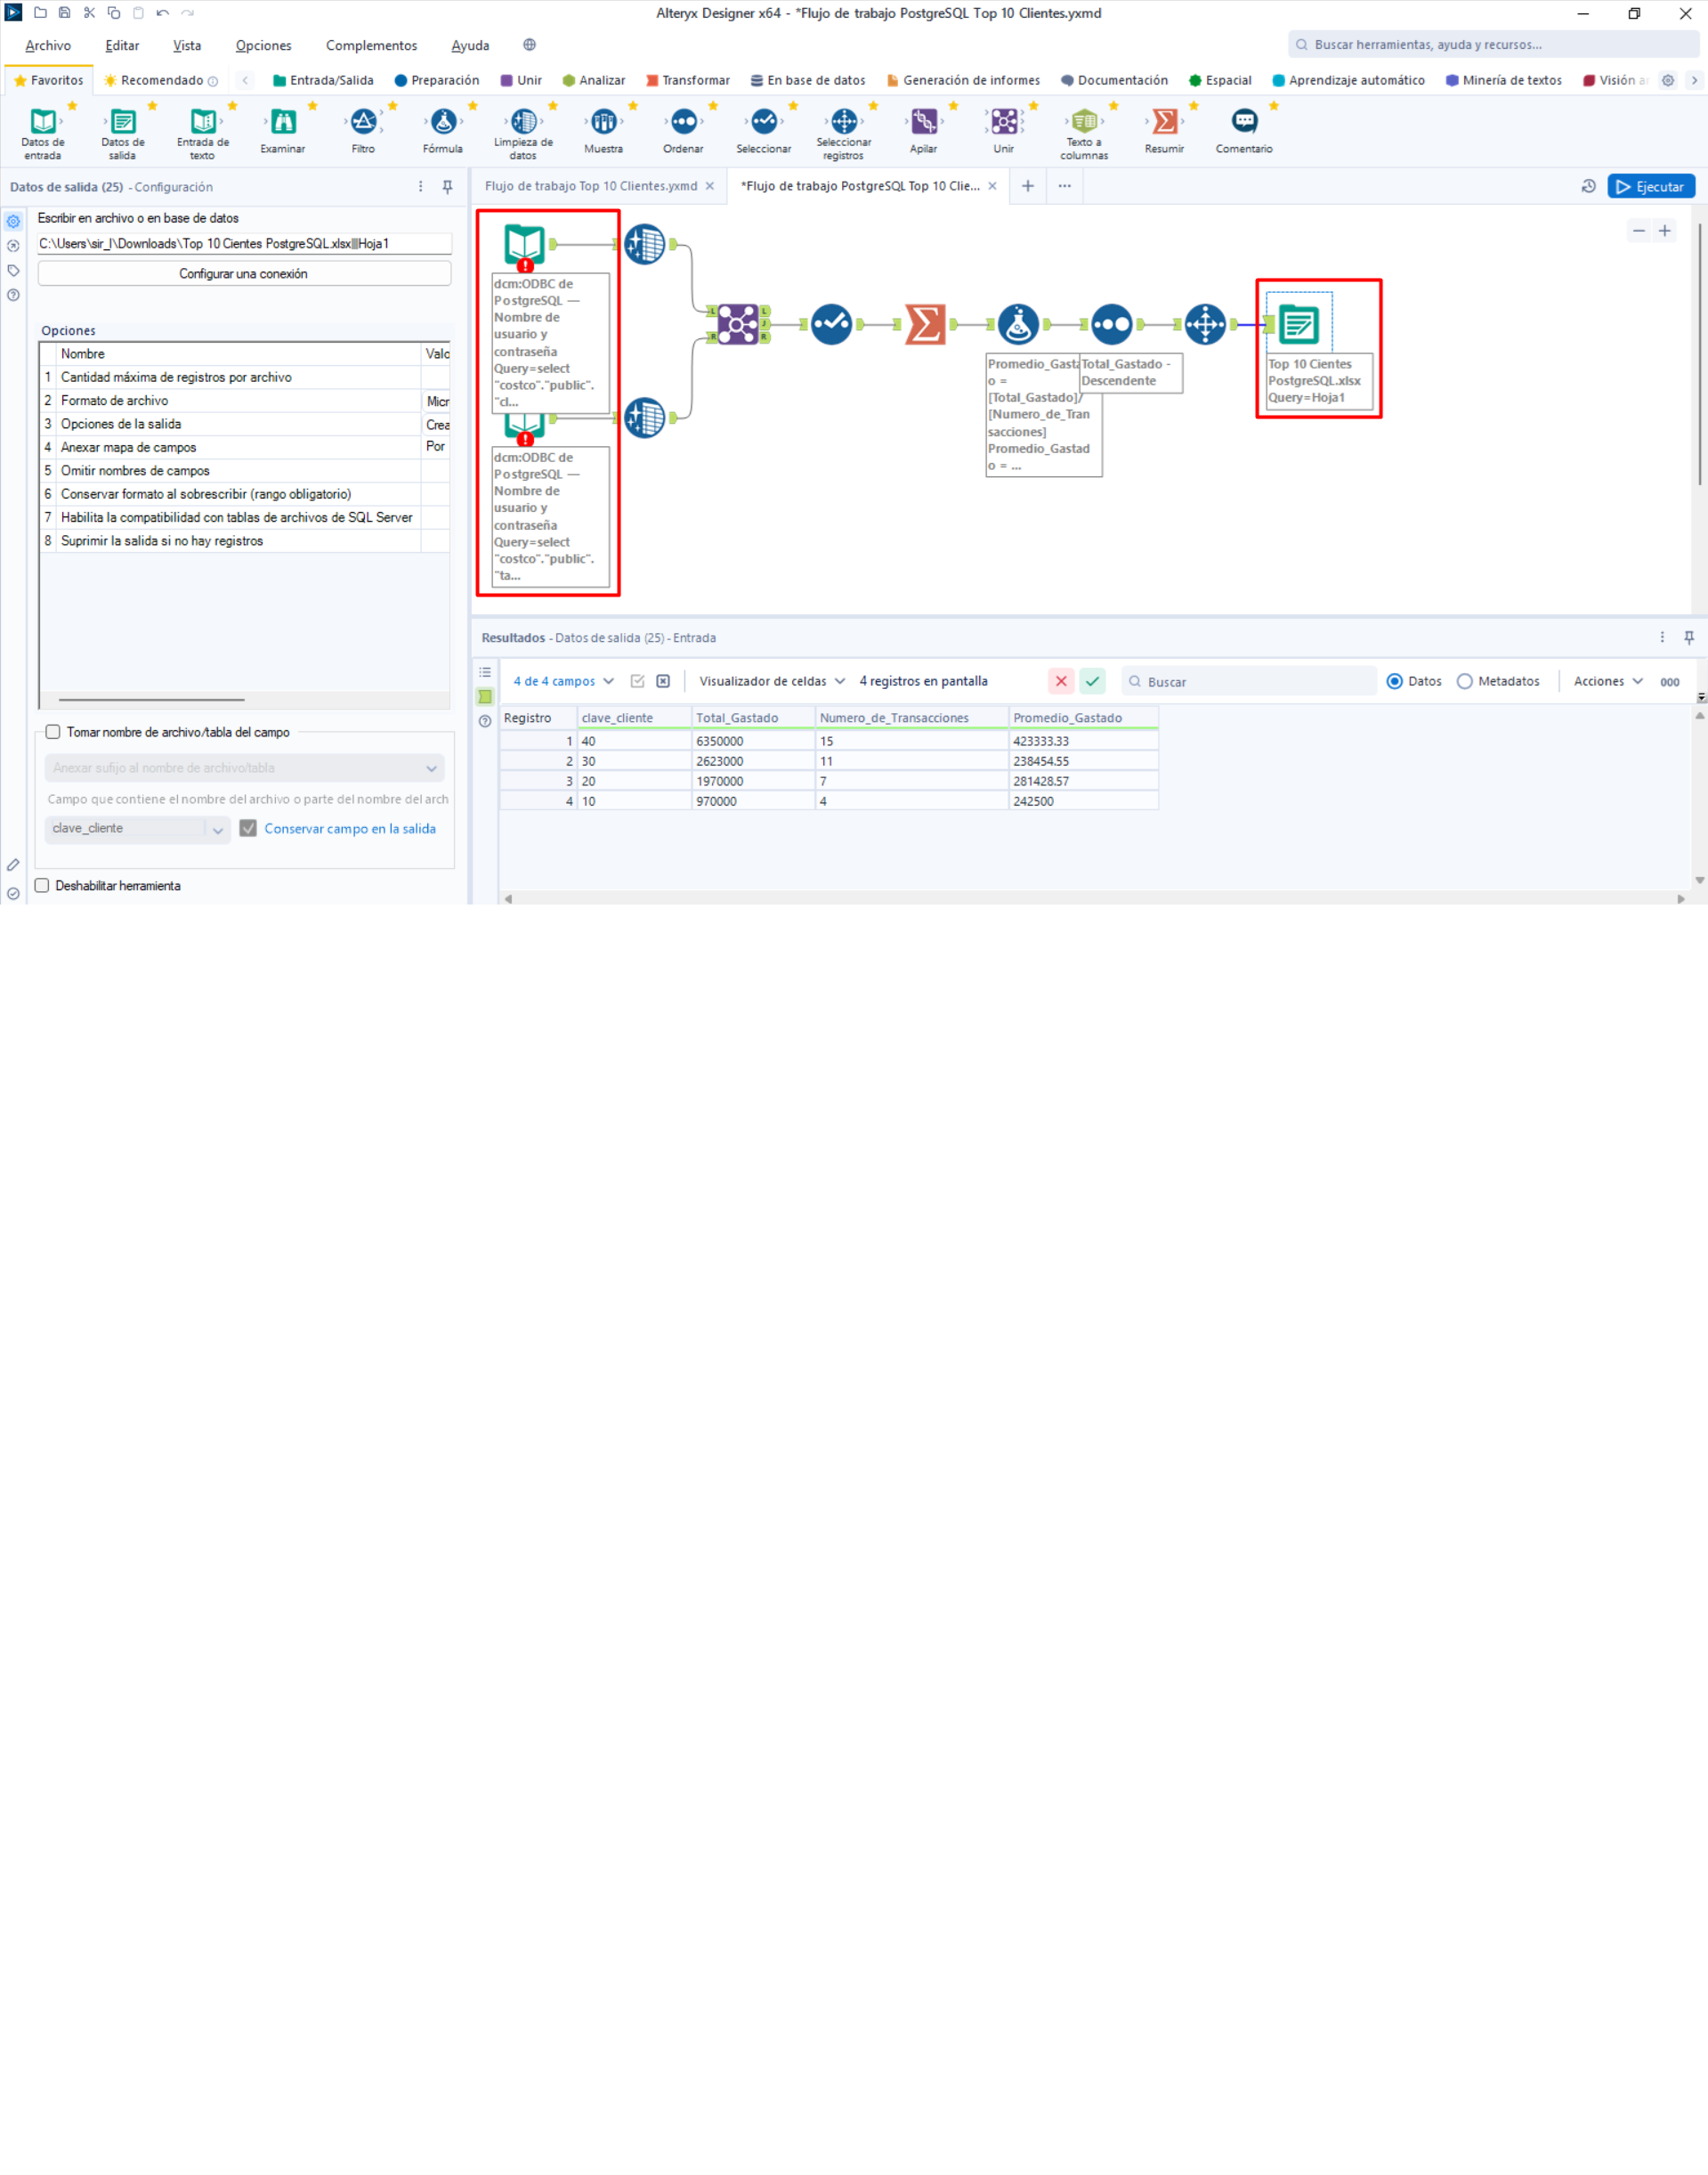 Alteryx Designer x64 - *Flujo de trabajo PostgreSQL Top 10 Clientes.yxmd
Archivo Editar Vista Opciones Complementos Ayuda
Buscar herramientas, ayuda y recursos...
Favoritos Recomendado Entrada/Salida Preparación Unir Analizar Transformar En base de datos Generación de informes Documentación Espacial Aprendizaje automático Minería de textos Visión
Datos de entrada
Datos de salida
Entrada de texto
Examinar
Filtro
Fórmula
Limpieza de datos
Muestra
Ordenar
Seleccionar
Seleccionar registros
Apilar
Unir
Texto a columnas
Resumir
Comentario
Datos de salida (25) - Configuración
Flujo de trabajo Top 10 Clientes.yxmd
*Flujo de trabajo PostgreSQL Top 10 Clie...
Ejecutar
Escribir en archivo o en base de datos
C:\Users\sir_l\Downloads\Top 10 Cientes PostgreSQL.xlsx|||Hoja1
Configurar una conexión
Opciones
Nombre Valo
1 Cantidad máxima de registros por archivo
2 Formato de archivo Micr
3 Opciones de la salida Crea
4 Anexar mapa de campos Por
5 Omitir nombres de campos
6 Conservar formato al sobrescribir (rango obligatorio)
7 Habilita la compatibilidad con tablas de archivos de SQL Server
8 Suprimir la salida si no hay registros
Tomar nombre de archivo/tabla del campo
Anexar sufijo al nombre de archivo/tabla
Campo que contiene el nombre del archivo o parte del nombre del arch
clave_cliente
Conservar campo en la salida
Deshabilitar herramienta
dcm:ODBC de
PostgreSQL —
Nombre de
usuario y
contraseña
Query=select
"costco"."public".
"cl...
dcm:ODBC de
PostgreSQL —
Nombre de
usuario y
contraseña
Query=select
"costco"."public".
"ta...
L
R
L
J
R
Promedio_Gasta
o =
[Total_Gastado]/
[Numero_de_Tran
sacciones]
Promedio_Gastad
o = ...
Total_Gastado -
Descendente
Top 10 Cientes
PostgreSQL.xlsx
Query=Hoja1
Resultados - Datos de salida (25) - Entrada
4 de 4 campos
Visualizador de celdas
4 registros en pantalla
Buscar
Datos
Metadatos
Acciones
000
Registro clave_cliente Total_Gastado Numero_de_Transacciones Promedio_Gastado
1 40 6350000 15 423333.33
2 30 2623000 11 238454.55
3 20 1970000 7 281428.57
4 10 970000 4 242500